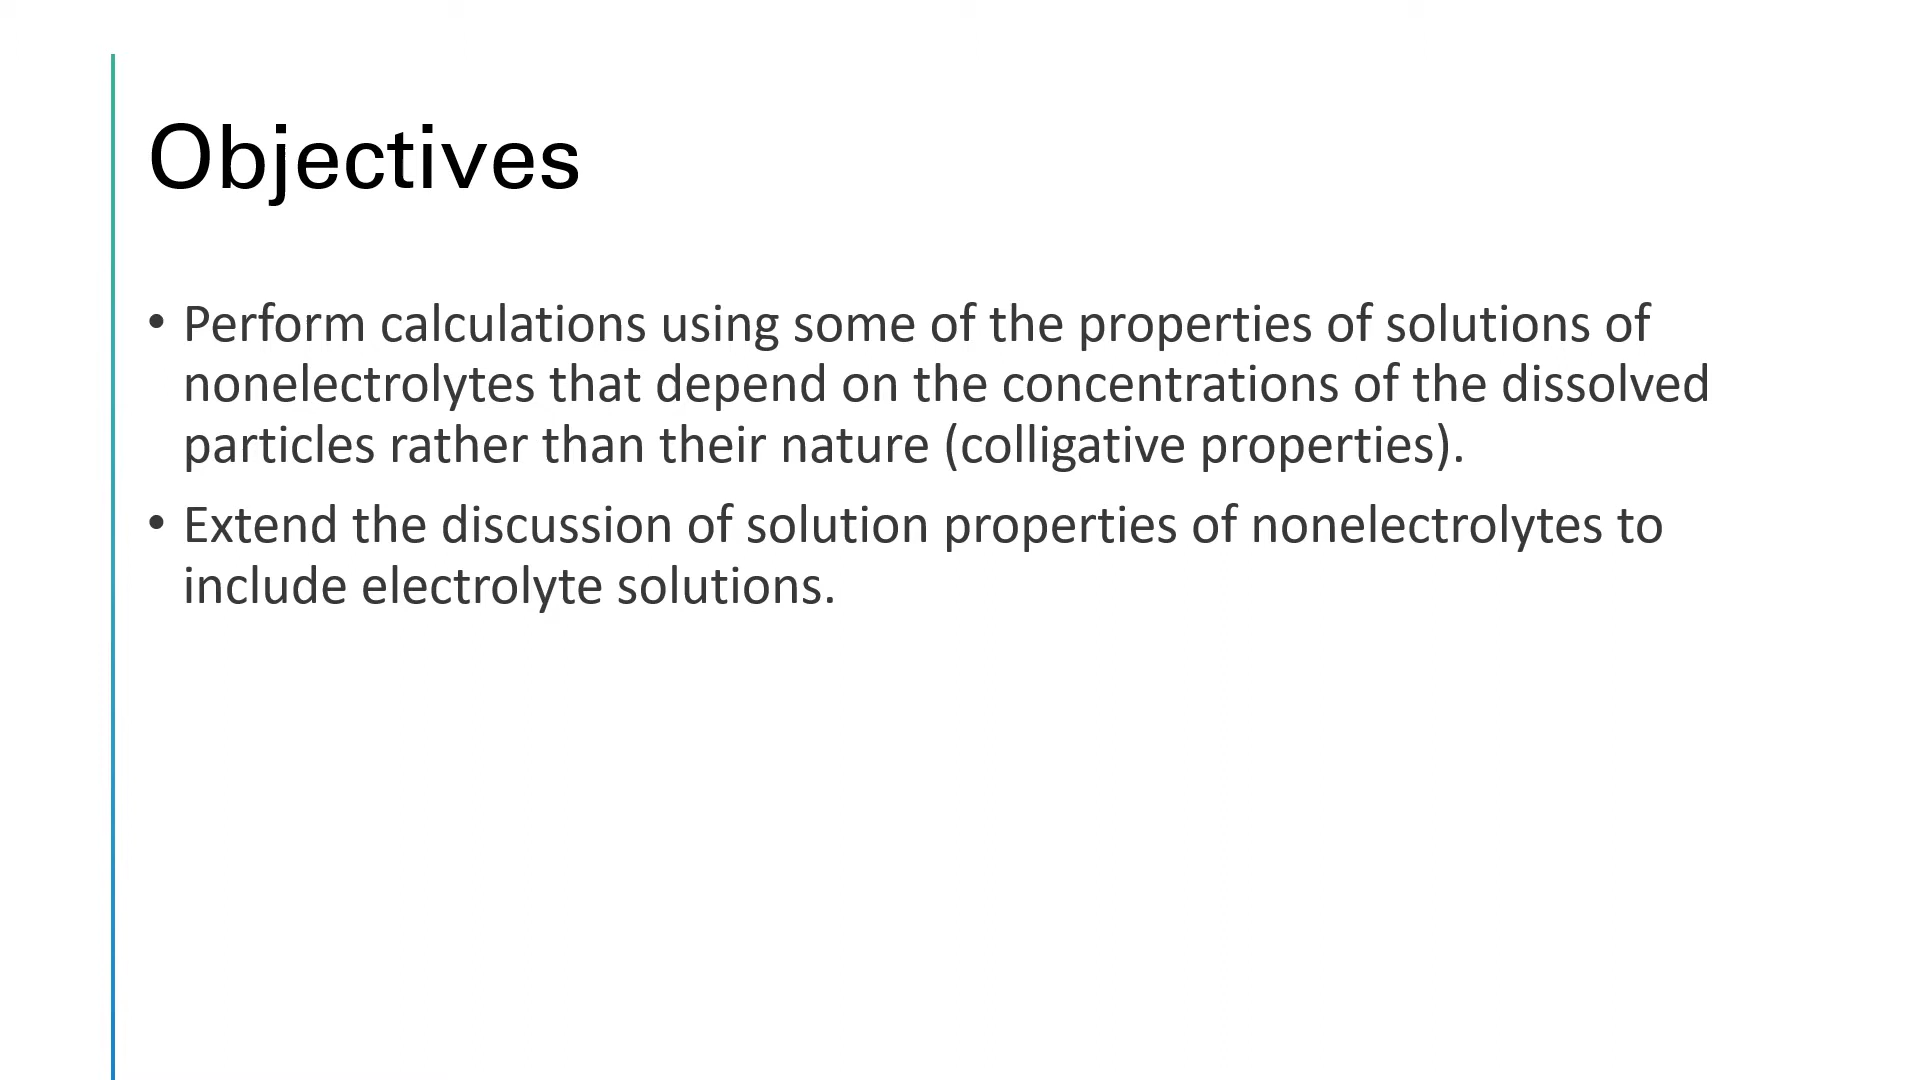 Objectives
• Perform calculations using some of the properties of solutions of
nonelectrolytes that depend on the concentrations of the dissolved
particles rather than their nature (colligative properties).
• Extend the discussion of solution properties of nonelectrolytes to
include electrolyte solutions.